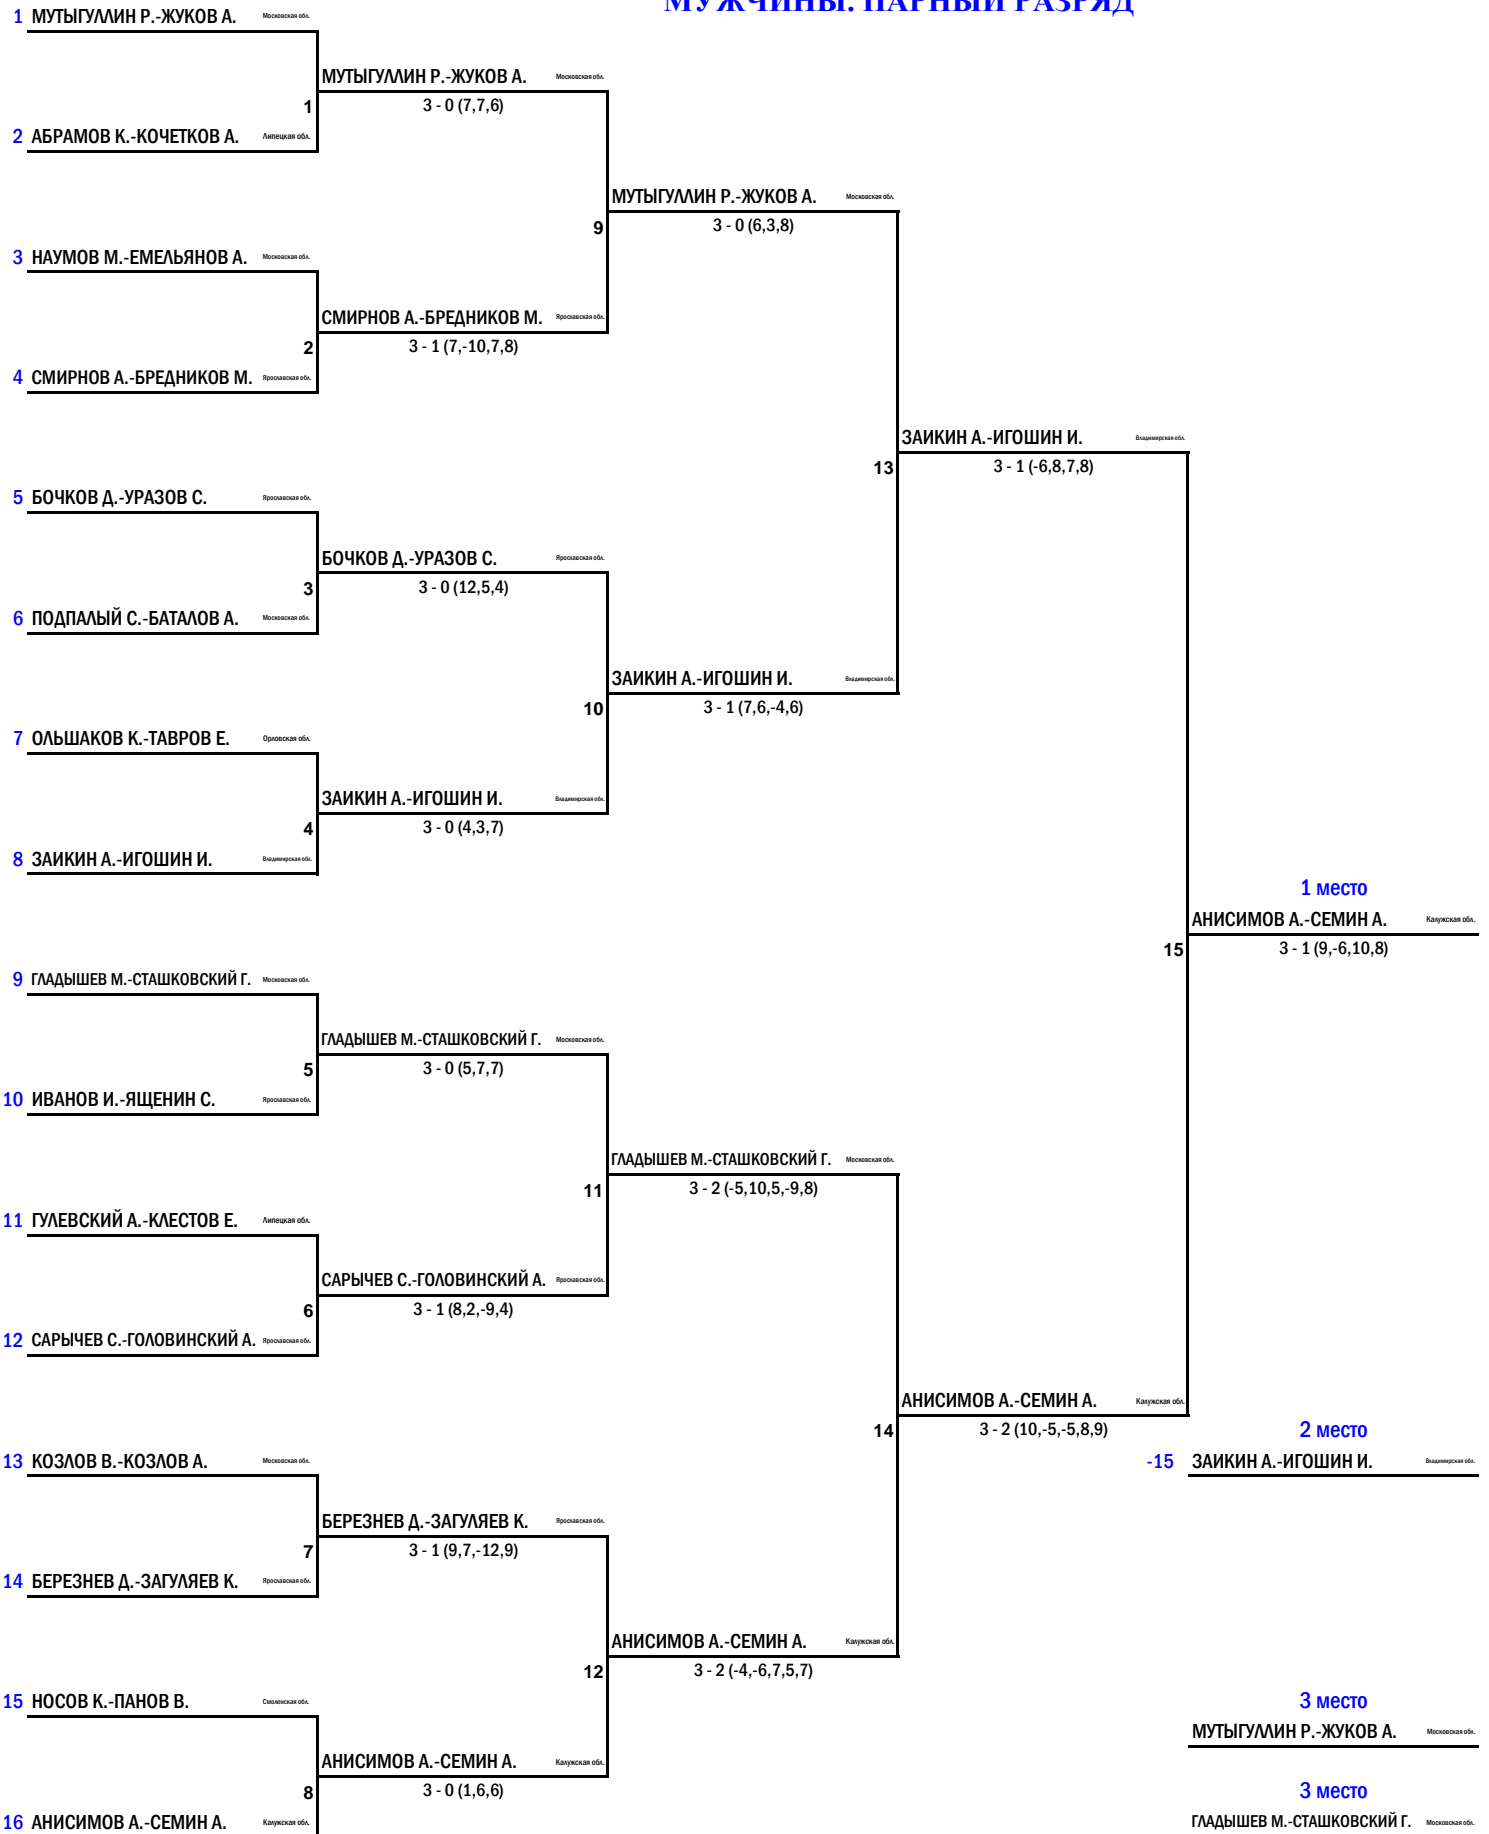 МУЖЧИНЫ. ПАРНЫЙ РАЗРЯД
1 МУТЫГУЛЛИН Р.-ЖУКОВ А. Московская обл.
МУТЫГУЛЛИН Р.-ЖУКОВ А. Московская обл.
1 3 - 0 (7,7,6)
2 АБРАМОВ К.-КОЧЕТКОВ А. Липецкая обл.
МУТЫГУЛЛИН Р.-ЖУКОВ А. Московская обл.
9 3 - 0 (6,3,8)
3 НАУМОВ М.-ЕМЕЛЬЯНОВ А. Московская обл.
СМИРНОВ А.-БРЕДНИКОВ М. Ярославская обл.
2 3 - 1 (7,-10,7,8)
4 СМИРНОВ А.-БРЕДНИКОВ М. Ярославская обл.
ЗАИКИН А.-ИГОШИН И. Владимирская обл.
13 3 - 1 (-6,8,7,8)
5 БОЧКОВ Д.-УРАЗОВ С. Ярославская обл.
БОЧКОВ Д.-УРАЗОВ С. Ярославская обл.
3 3 - 0 (12,5,4)
6 ПОДПАЛЫЙ С.-БАТАЛОВ А. Московская обл.
ЗАИКИН А.-ИГОШИН И. Владимирская обл.
10 3 - 1 (7,6,-4,6)
7 ОЛЬШАКОВ К.-ТАВРОВ Е. Орловская обл.
ЗАИКИН А.-ИГОШИН И. Владимирская обл.
4 3 - 0 (4,3,7)
8 ЗАИКИН А.-ИГОШИН И. Владимирская обл.
1 место
АНИСИМОВ А.-СЕМИН А. Калужская обл.
15 3 - 1 (9,-6,10,8)
9 ГЛАДЫШЕВ М.-СТАШКОВСКИЙ Г. Московская обл.
ГЛАДЫШЕВ М.-СТАШКОВСКИЙ Г. Московская обл.
5 3 - 0 (5,7,7)
10 ИВАНОВ И.-ЯЩЕНИН С. Ярославская обл.
ГЛАДЫШЕВ М.-СТАШКОВСКИЙ Г. Московская обл.
11 3 - 2 (-5,10,5,-9,8)
11 ГУЛЕВСКИЙ А.-КЛЕСТОВ Е. Липецкая обл.
САРЫЧЕВ С.-ГОЛОВИНСКИЙ А. Ярославская обл.
6 3 - 1 (8,2,-9,4)
12 САРЫЧЕВ С.-ГОЛОВИНСКИЙ А. Ярославская обл.
АНИСИМОВ А.-СЕМИН А. Калужская обл.
14 3 - 2 (10,-5,-5,8,9)
2 место
13 КОЗЛОВ В.-КОЗЛОВ А. Московская обл.
-15 ЗАИКИН А.-ИГОШИН И. Владимирская обл.
БЕРЕЗНЕВ Д.-ЗАГУЛЯЕВ К. Ярославская обл.
7 3 - 1 (9,7,-12,9)
14 БЕРЕЗНЕВ Д.-ЗАГУЛЯЕВ К. Ярославская обл.
АНИСИМОВ А.-СЕМИН А. Калужская обл.
12 3 - 2 (-4,-6,7,5,7)
15 НОСОВ К.-ПАНОВ В. Смоленская обл.
3 место
МУТЫГУЛЛИН Р.-ЖУКОВ А. Московская обл.
АНИСИМОВ А.-СЕМИН А. Калужская обл.
8 3 - 0 (1,6,6)
3 место
16 АНИСИМОВ А.-СЕМИН А. Калужская обл.
ГЛАДЫШЕВ М.-СТАШКОВСКИЙ Г. Московская обл.